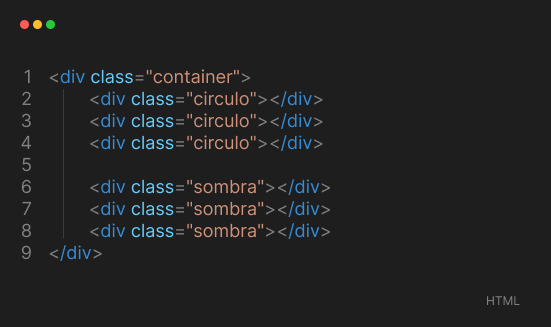 1 <div class="container">
2 <div class="circulo"></div>
3 <div class="circulo"></div>
4 <div class="circulo"></div>
5
6 <div class="sombra"></div>
7 <div class="sombra"></div>
8 <div class="sombra"></div>
9 </div>
HTML